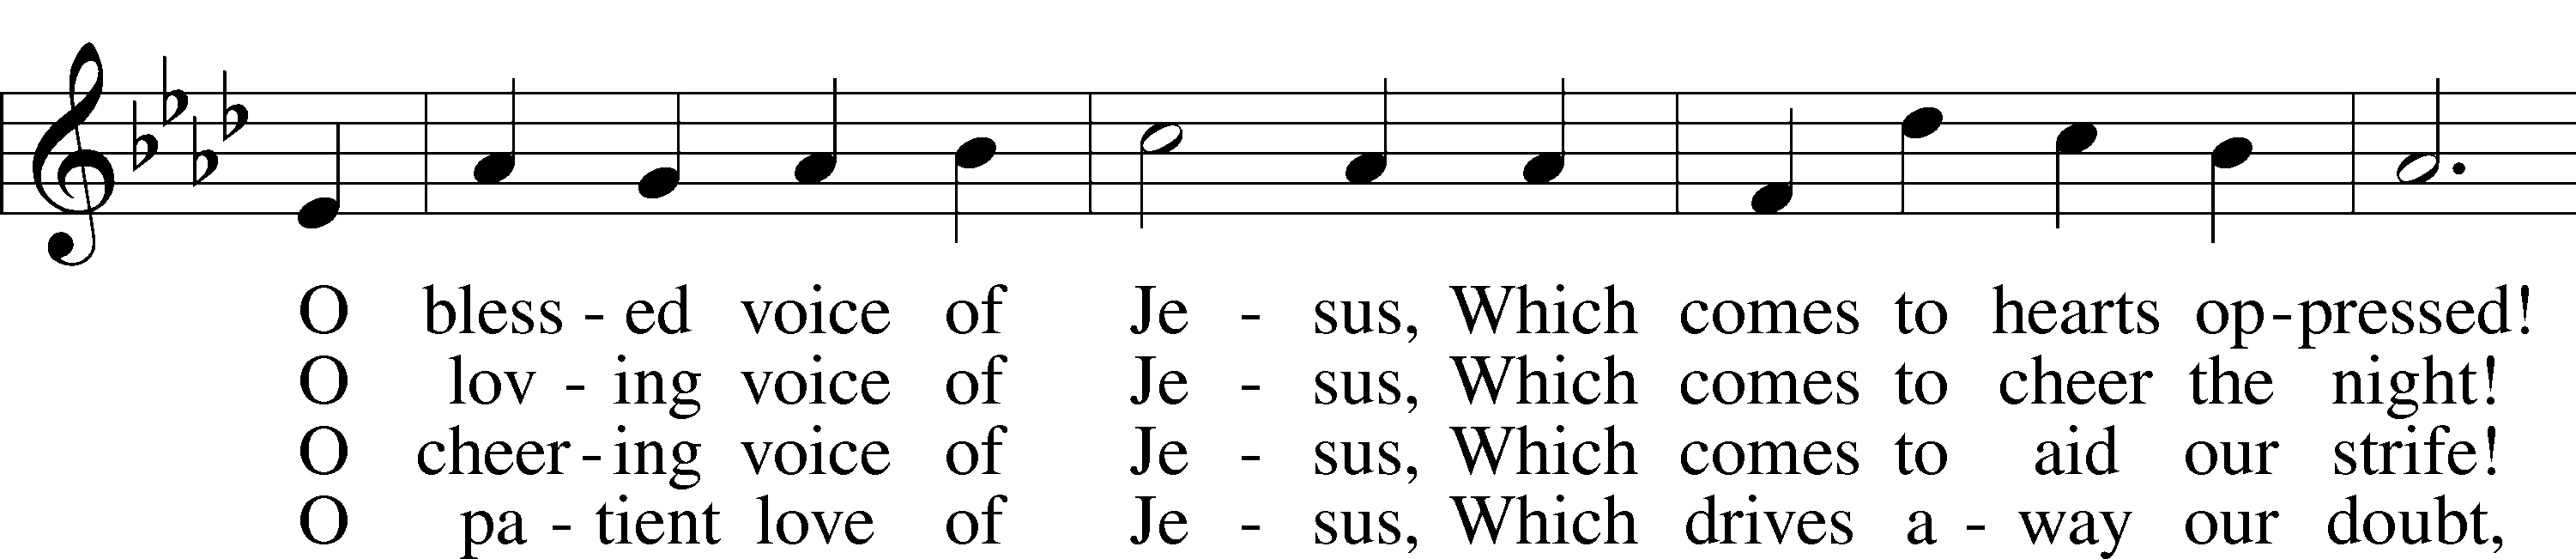 O bless - ed voice of Je - sus, Which comes to hearts op - pressed!
O lov - ing voice of Je - sus, Which comes to cheer the night!
O cheer - ing voice of Je - sus, Which comes to aid our strife!
O pa - tient love of Je - sus, Which drives a - way our doubt,